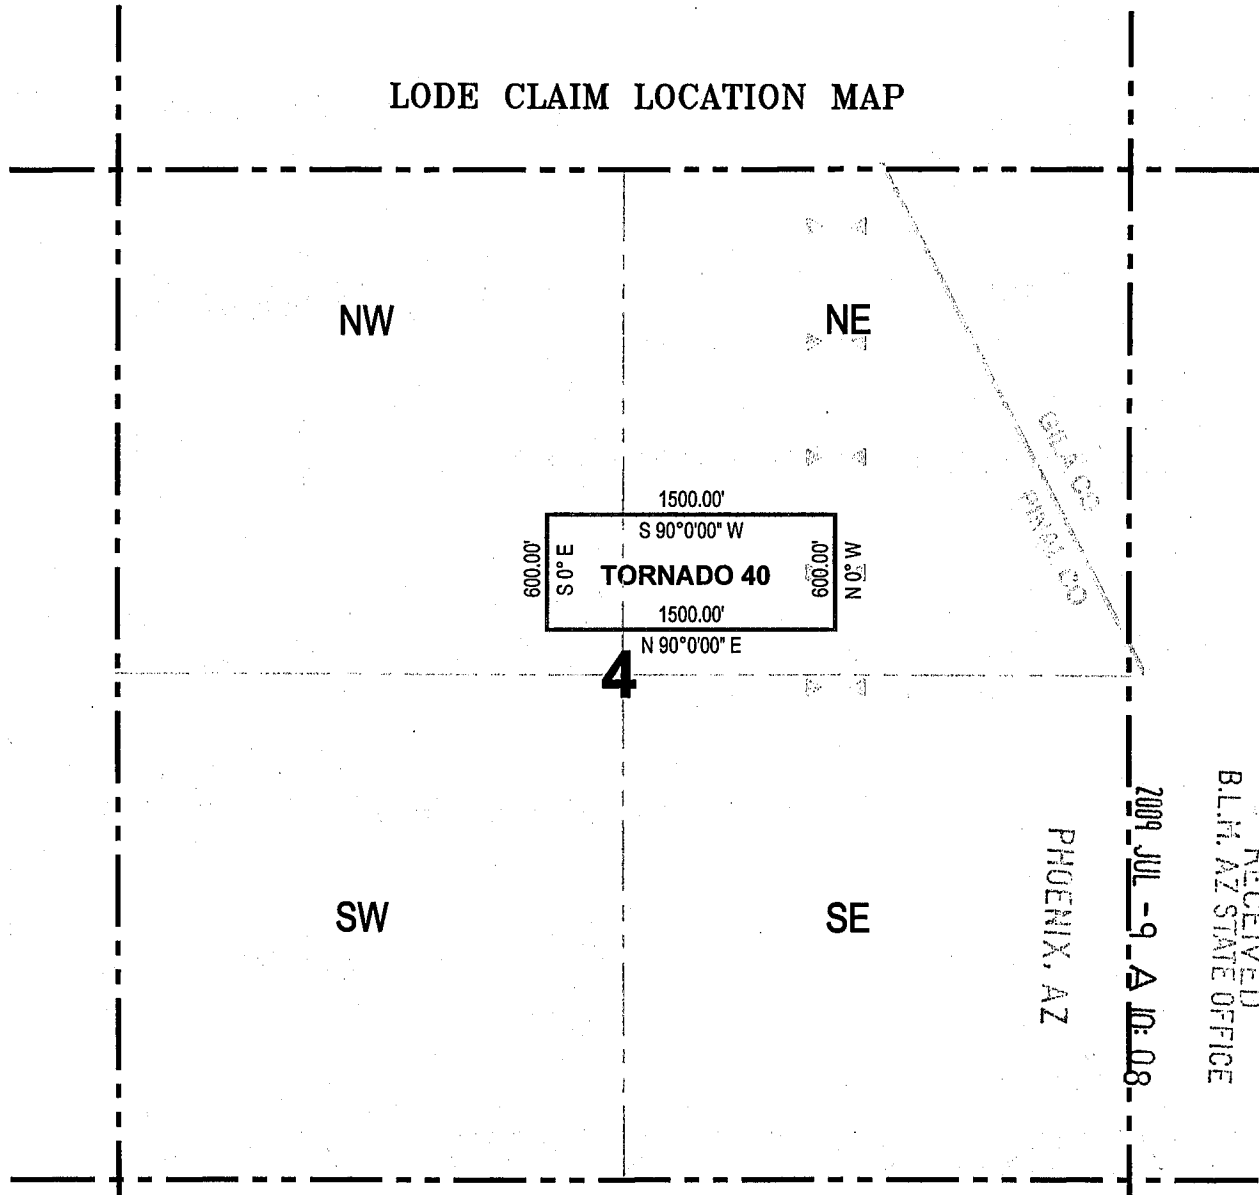 LODE CLAIM LOCATION MAP
NW
NE
GILA CO
PINAL CO
1500.00'
S 90°0'00" W
600.00'
S 0° E
TORNADO 40
600.00'
N 0° W
1500.00'
N 90°0'00" E
4
SW
SE
RECEIVED
B.L.M. AZ STATE OFFICE
2009 JUL -9 A 10: 08
PHOENIX, AZ